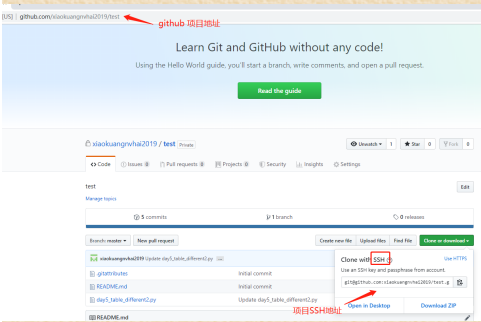 [US] github.com/xiaokuangnvhai2019/test
github 项目地址
Learn Git and GitHub without any code!
Using the Hello World guide, you'll start a branch, write comments, and open a pull request.
Read the guide
xiaokuangnvhai2019 / test Private
Unwatch 1 Star 0 Fork 0
Code Issues 0 Pull requests 0 Projects 0 Security Insights Settings
test
Edit
Manage topics
5 commits 1 branch 0 releases
Branch: master New pull request Create new file Upload files Find File Clone or download
xiaokuangnvhai2019 Update day5_table_different2.py
.gitattributes Initial commit
README.md Initial commit
day5_table_different2.py Update day5_table_different2.py
README.md
Clone with SSH
Use HTTPS
Use an SSH key and passphrase from account.
git@github.com:xiaokuangnvhai2019/test.g
Open in Desktop Download ZIP
项目SSH地址